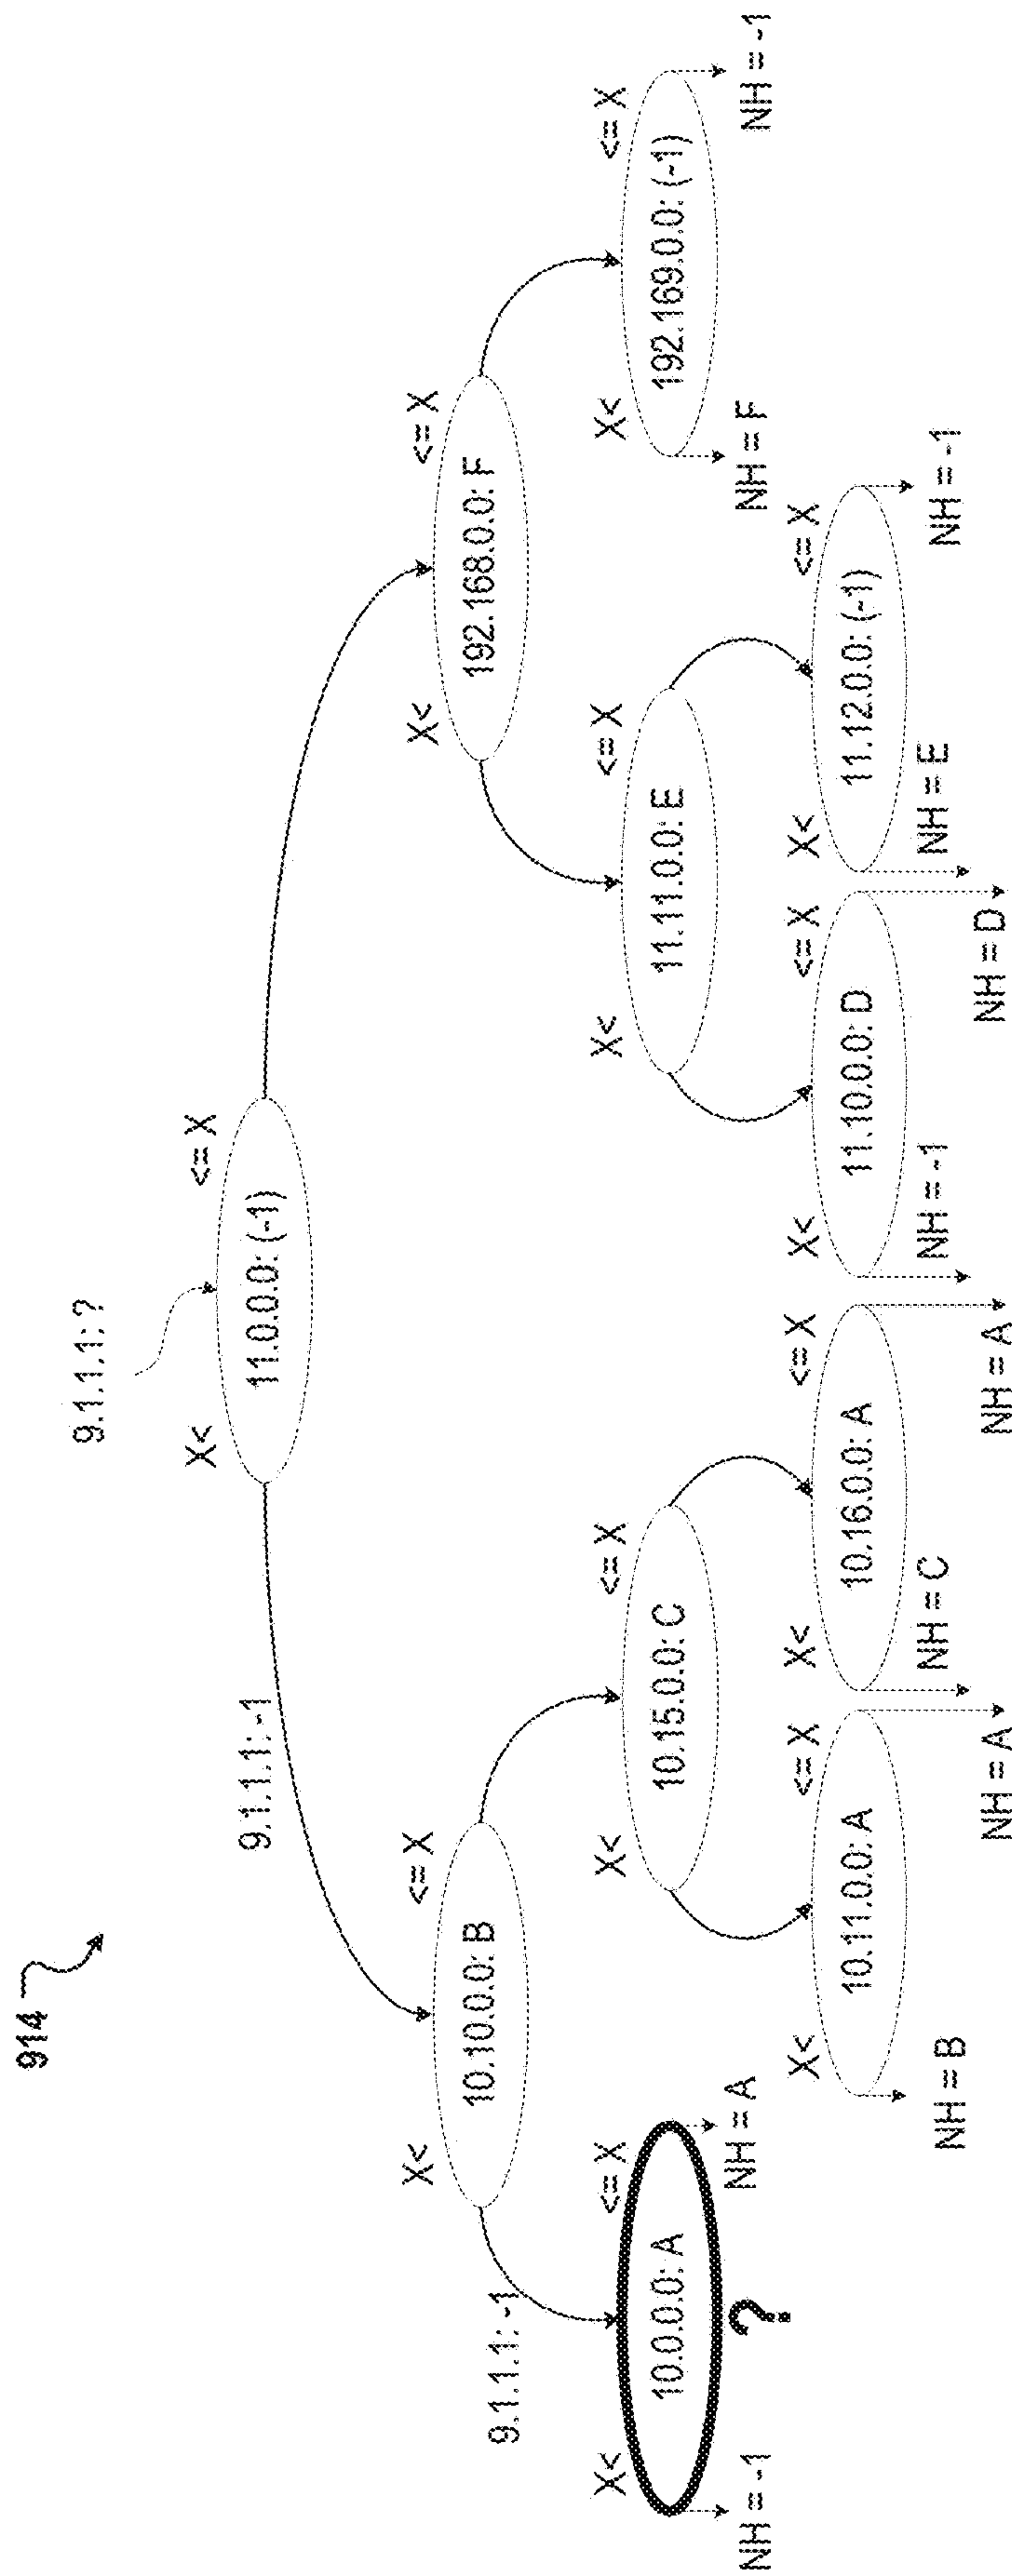 914
9.1.1.1: ?
X<
<= X
11.0.0.0: (-1)
9.1.1.1: -1
X<
<= X
10.10.0.0: B
X<
<= X
192.168.0.0: F
9.1.1.1: -1
X<
<= X
10.0.0.0: A
NH = -1
?
NH = A
X<
<= X
10.15.0.0: C
X<
<= X
11.11.0.0: E
X<
<= X
192.169.0.0: (-1)
NH = F
NH = -1
X<
<= X
10.11.0.0: A
NH = B
NH = A
X<
<= X
10.16.0.0: A
NH = C
NH = A
X<
<= X
11.10.0.0: D
NH = -1
NH = D
X<
<= X
11.12.0.0: (-1)
NH = E
NH = -1